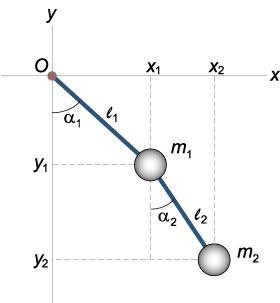 y
O x₁ x₂ x
α₁ ℓ₁
y₁ m₁
α₂ ℓ₂
y₂ m₂